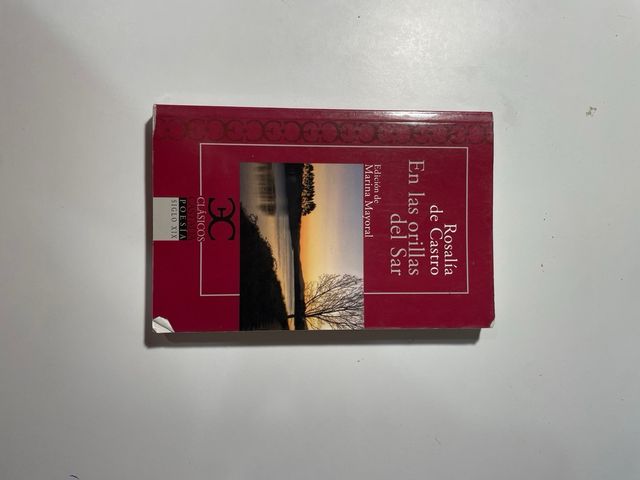 Rosalía
de Castro
En las orillas
del Sar
Edición de
Marina Mayoral
CLÁSICOS
POESÍA
SIGLO XIX